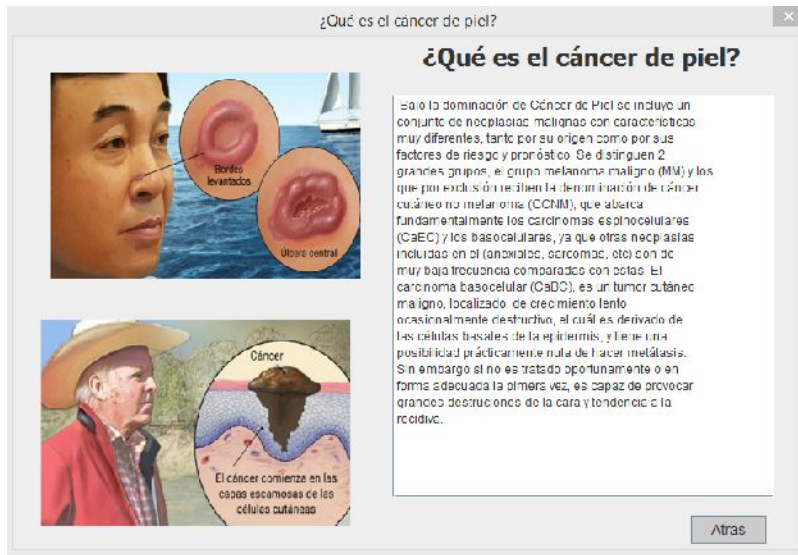 ¿Qué es el cáncer de piel?
¿Qué es el cáncer de piel?
Bordes
levantados
Úlcera central
Cáncer
El cáncer comienza en las
capas escamosas de las
células cutáneas
Bajo la dominación de Cáncer de Piel se incluye un
conjunto de neoplasias malignas con características
muy diferentes, tanto por su origen como por sus
factores de riesgo y pronóstico. Se distinguen 2
grandes grupos, el grupo melanoma maligno (MM) y los
que por exclusión reciben la denominación de cáncer
cutáneo no melanoma (CCNM), que abarca
fundamentalmente los carcinomas espinocelulares
(CaEC) y los basocelulares, ya que otras neoplasias
incluidas en el (anexiales, sarcomas, etc) son de
muy baja frecuencia comparadas con estas. El
carcinoma basocelular (CaBC), es un tumor cutáneo
maligno, localizado, de crecimiento lento
ocasionalmente destructivo, el cuál es derivado de
las células basales de la epidermis, y tiene una
posibilidad prácticamente nula de hacer metátasis.
Sin embargo si no es tratado oportunamente o en
forma adecuada la pimera vez, es capaz de provocar
grandes destruciones de la cara y tendencia a la
recidiva.
Atras